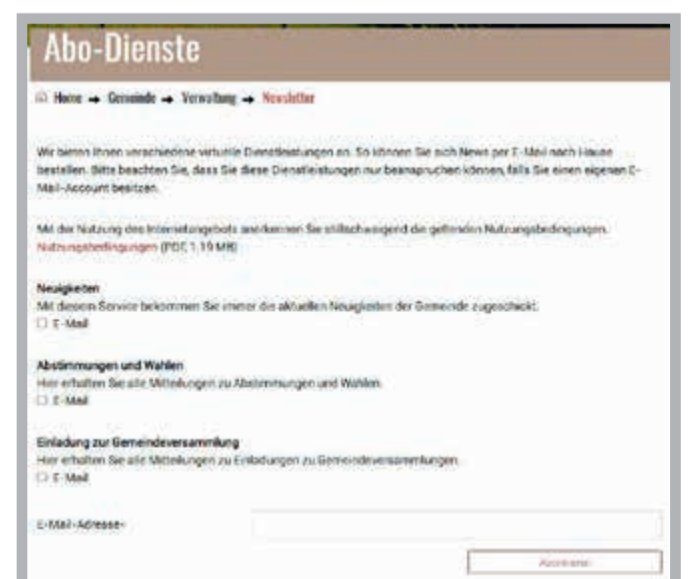 Abo-Dienste
Home → Gemeinde → Verwaltung → Newsletter
Wir bieten Ihnen verschiedene virtuelle Dienstleistungen an. So können Sie sich News per E-Mail nach Hause
bestellen. Bitte beachten Sie, dass Sie diese Dienstleistungen nur beanspruchen können, falls Sie einen eigenen E-
Mail-Account besitzen.
Mit der Nutzung des Internetangebots anerkennen Sie stillschweigend die geltenden Nutzungsbedingungen.
Nutzungsbedingungen (PDF, 1.19 MB)
Neuigkeiten
Mit diesem Service bekommen Sie immer die aktuellen Neuigkeiten der Gemeinde zugeschickt.
E-Mail
Abstimmungen und Wahlen
Hier erhalten Sie alle Mitteilungen zu Abstimmungen und Wahlen.
E-Mail
Einladung zur Gemeindeversammlung
Hier erhalten Sie alle Mitteilungen zu Einladungen zu Gemeindeversammlungen.
E-Mail
E-Mail-Adresse*
Abonnieren